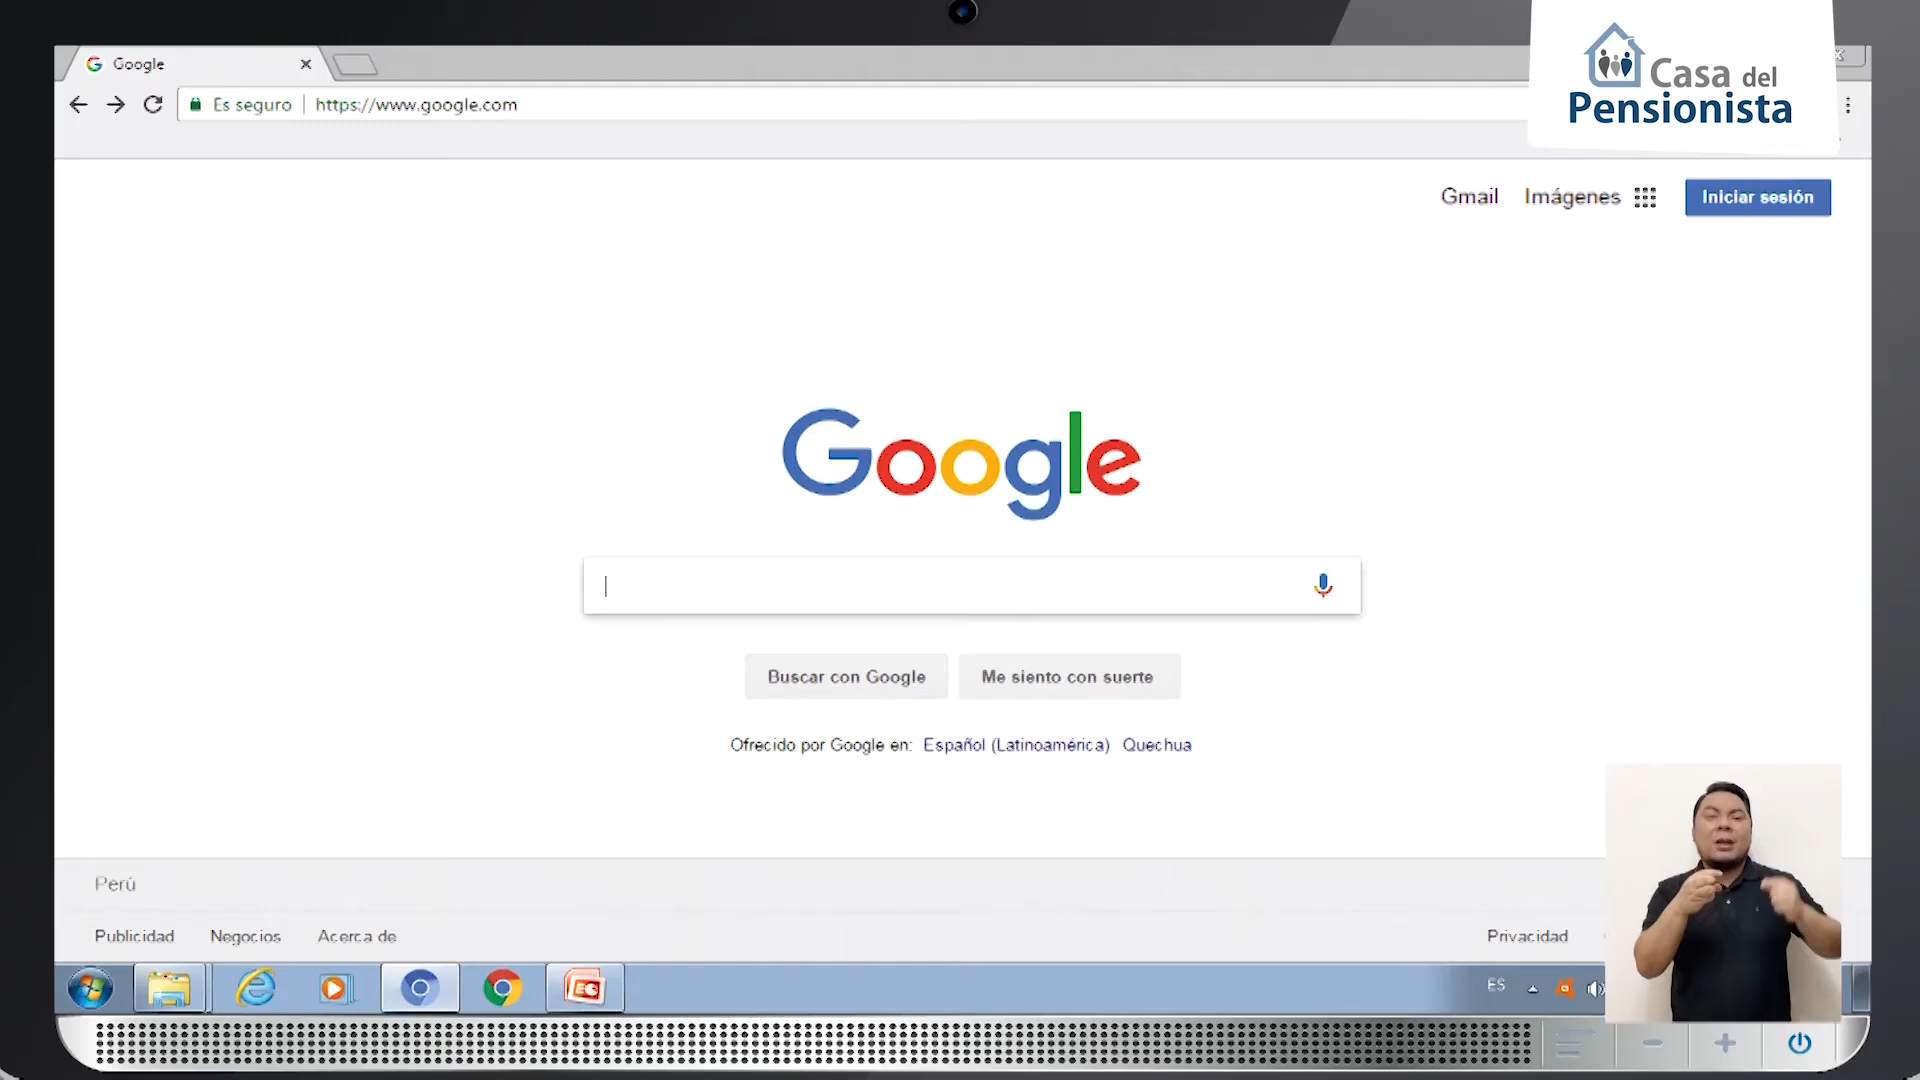 Google
Casa del
Pensionista
Es seguro
https://www.google.com
Gmail
Imágenes
Iniciar sesión
Google
Buscar con Google
Me siento con suerte
Ofrecido por Google en: Español (Latinoamérica) Quechua
Perú
Publicidad
Negocios
Acerca de
Privacidad
ES